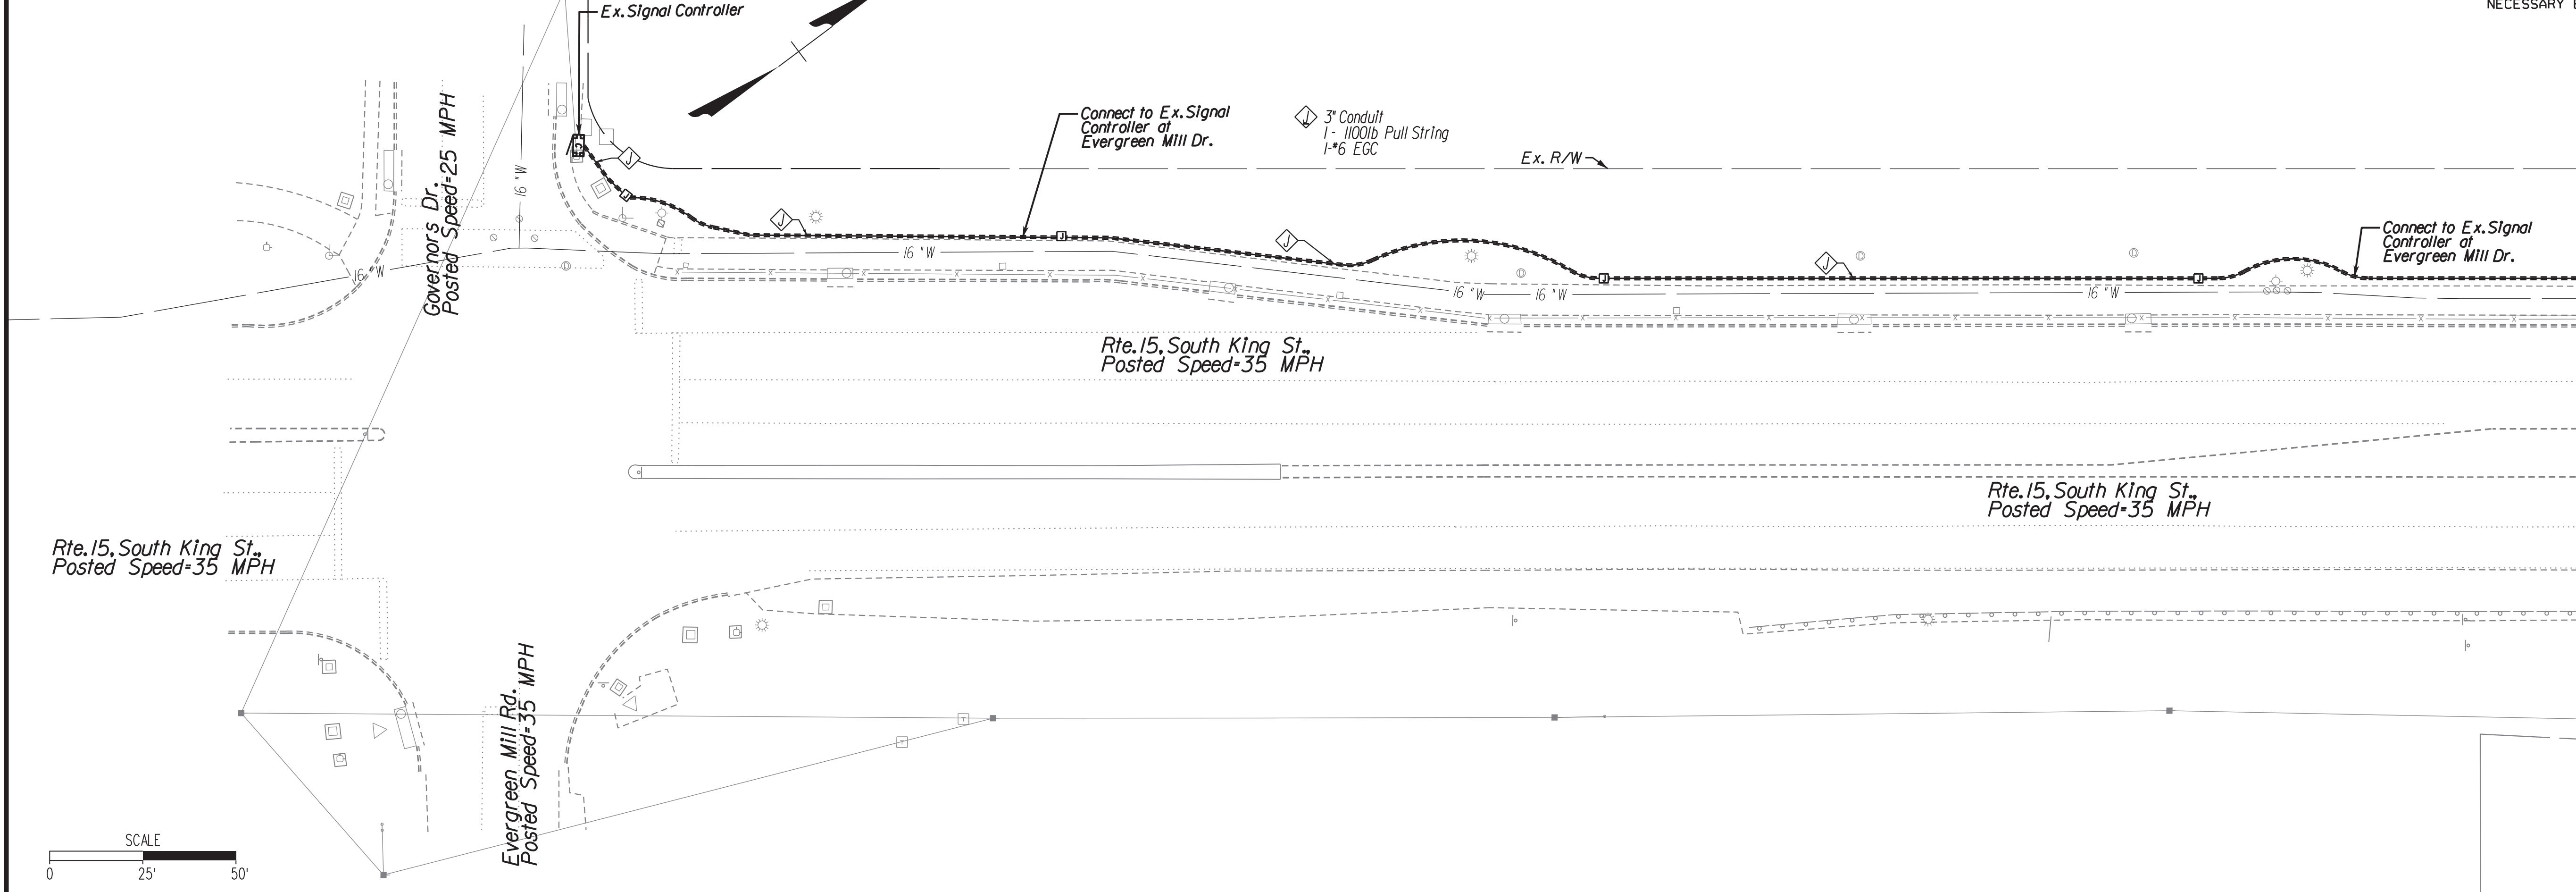 NECESSARY
Ex. Signal Controller
Governors Dr.
Posted Speed=25 MPH
16 "W
C
J
J
Connect to Ex. Signal
Controller at
Evergreen Mill Dr.
J
3" Conduit
1 - 1100lb Pull String
1-#6 EGC
Ex. R/W
J
J
J
J
J
J
J
Connect to Ex. Signal
Controller at
Evergreen Mill Dr.
16 "W
16 "W
16 "W
16 "W
16 "W
Rte. 15, South King St.,
Posted Speed=35 MPH
Rte. 15, South King St.,
Posted Speed=35 MPH
Rte. 15, South King St.,
Posted Speed=35 MPH
Evergreen Mill Rd.
Posted Speed=35 MPH
T
T
SCALE
0 25' 50'